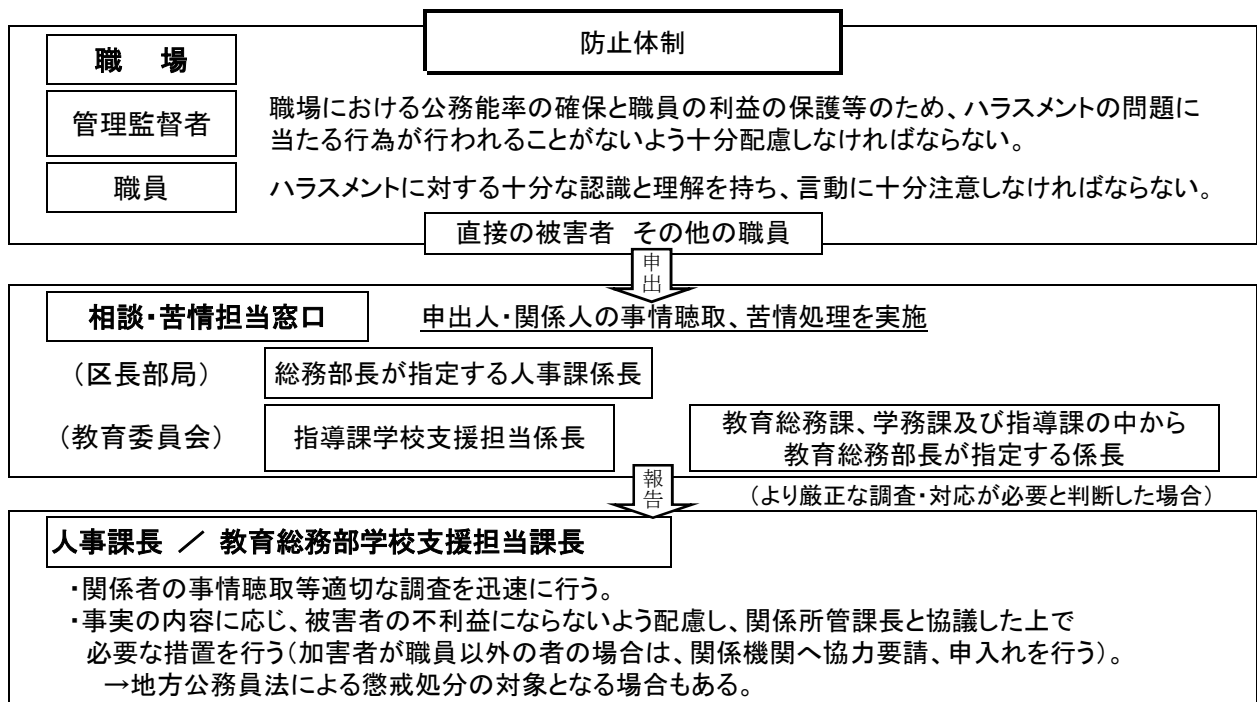 防止体制
職　場
管理監督者
職場における公務能率の確保と職員の利益の保護等のため、ハラスメントの問題に
当たる行為が行われることがないよう十分配慮しなければならない。
職員
ハラスメントに対する十分な認識と理解を持ち、言動に十分注意しなければならない。
直接の被害者　その他の職員
申出
相談・苦情担当窓口
申出人・関係人の事情聴取、苦情処理を実施
（区長部局）
総務部長が指定する人事課係長
（教育委員会）
指導課学校支援担当係長
教育総務課、学務課及び指導課の中から
教育総務部長が指定する係長
報告
（より厳正な調査・対応が必要と判断した場合）
人事課長　／　教育総務部学校支援担当課長
・関係者の事情聴取等適切な調査を迅速に行う。
・事実の内容に応じ、被害者の不利益にならないよう配慮し、関係所管課長と協議した上で
必要な措置を行う（加害者が職員以外の者の場合は、関係機関へ協力要請、申入れを行う）。
→地方公務員法による懲戒処分の対象となる場合もある。